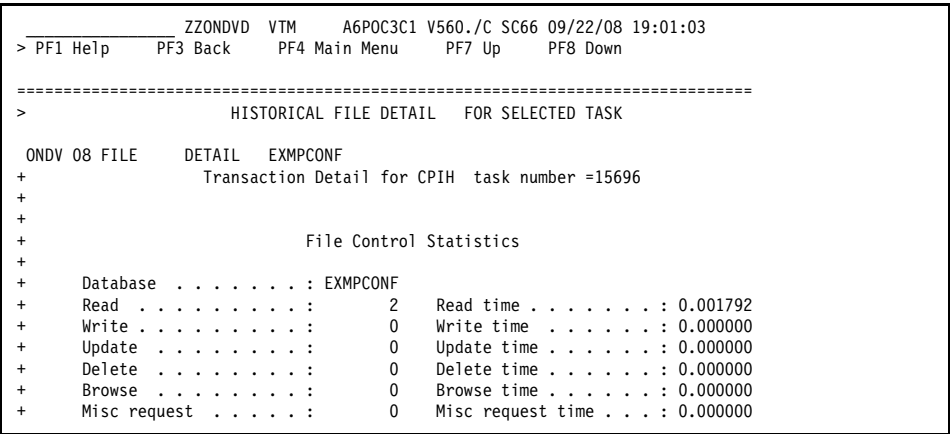 ________________ ZZONDVD  VTM     A6POC3C1 V560./C SC66 09/22/08 19:01:03
> PF1 Help     PF3 Back     PF4 Main Menu     PF7 Up     PF8 Down
===============================================================================
>                      HISTORICAL FILE DETAIL   FOR SELECTED TASK
ONDV 08 FILE     DETAIL   EXMPCONF
+                   Transaction Detail for CPIH  task number =15696
+
+
+                              File Control Statistics
+
+      Database  . . . . . . . : EXMPCONF
+      Read  . . . . . . . . . :        2    Read time . . . . . . . : 0.001792
+      Write . . . . . . . . . :        0    Write time  . . . . . . : 0.000000
+      Update  . . . . . . . . :        0    Update time . . . . . . : 0.000000
+      Delete  . . . . . . . . :        0    Delete time . . . . . . : 0.000000
+      Browse  . . . . . . . . :        0    Browse time . . . . . . : 0.000000
+      Misc request  . . . . . :        0    Misc request time . . . : 0.000000